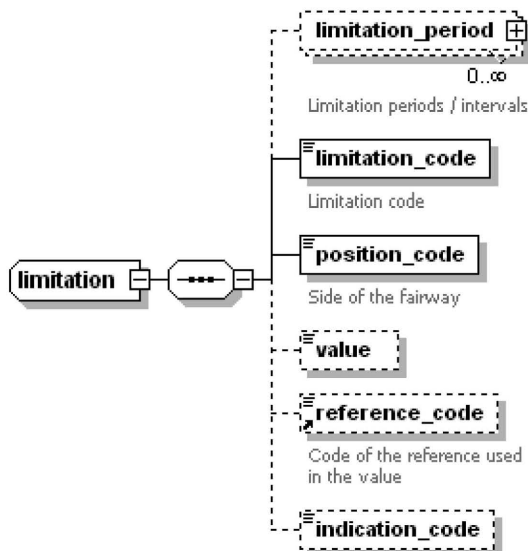 limitation_period
0..∞
Limitation periods / intervals
limitation_code
Limitation code
limitation
position_code
Side of the fairway
value
reference_code
Code of the reference used
in the value
indication_code